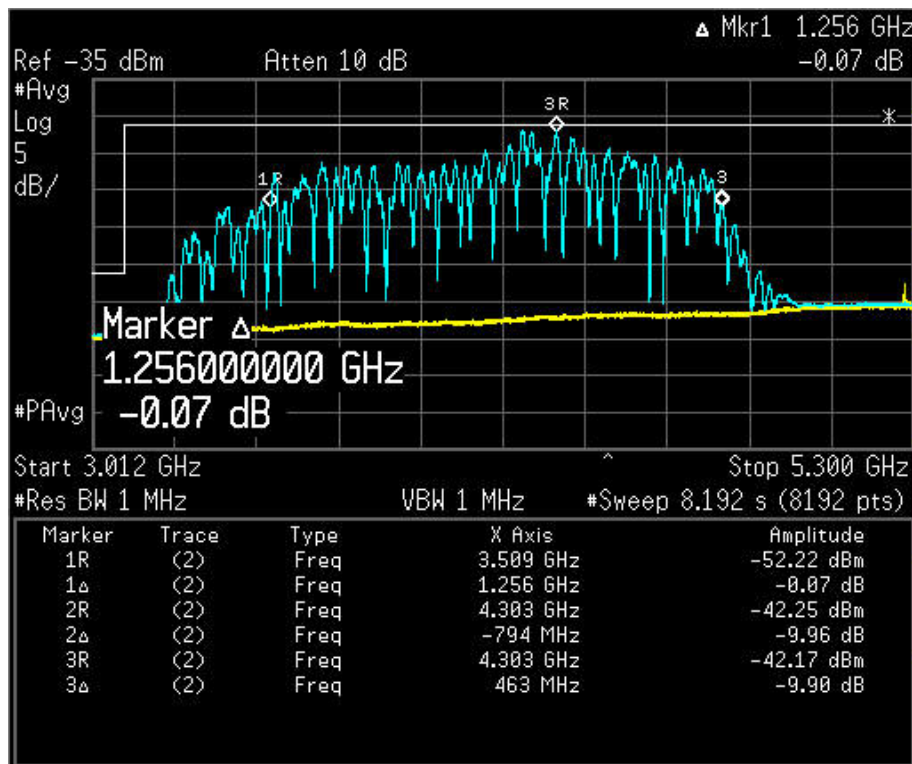 Δ Mkr1 1.256 GHz
Ref -35 dBm Atten 10 dB -0.07 dB
#Avg
Log
5
dB/
1R
3R
3
*
Marker Δ
1.256000000 GHz
-0.07 dB
#PAvg
Start 3.012 GHz ^ Stop 5.300 GHz
#Res BW 1 MHz VBW 1 MHz #Sweep 8.192 s (8192 pts)
Marker Trace Type X Axis Amplitude
1R (2) Freq 3.509 GHz -52.22 dBm
1Δ (2) Freq 1.256 GHz -0.07 dB
2R (2) Freq 4.303 GHz -42.25 dBm
2Δ (2) Freq -794 MHz -9.96 dB
3R (2) Freq 4.303 GHz -42.17 dBm
3Δ (2) Freq 463 MHz -9.90 dB